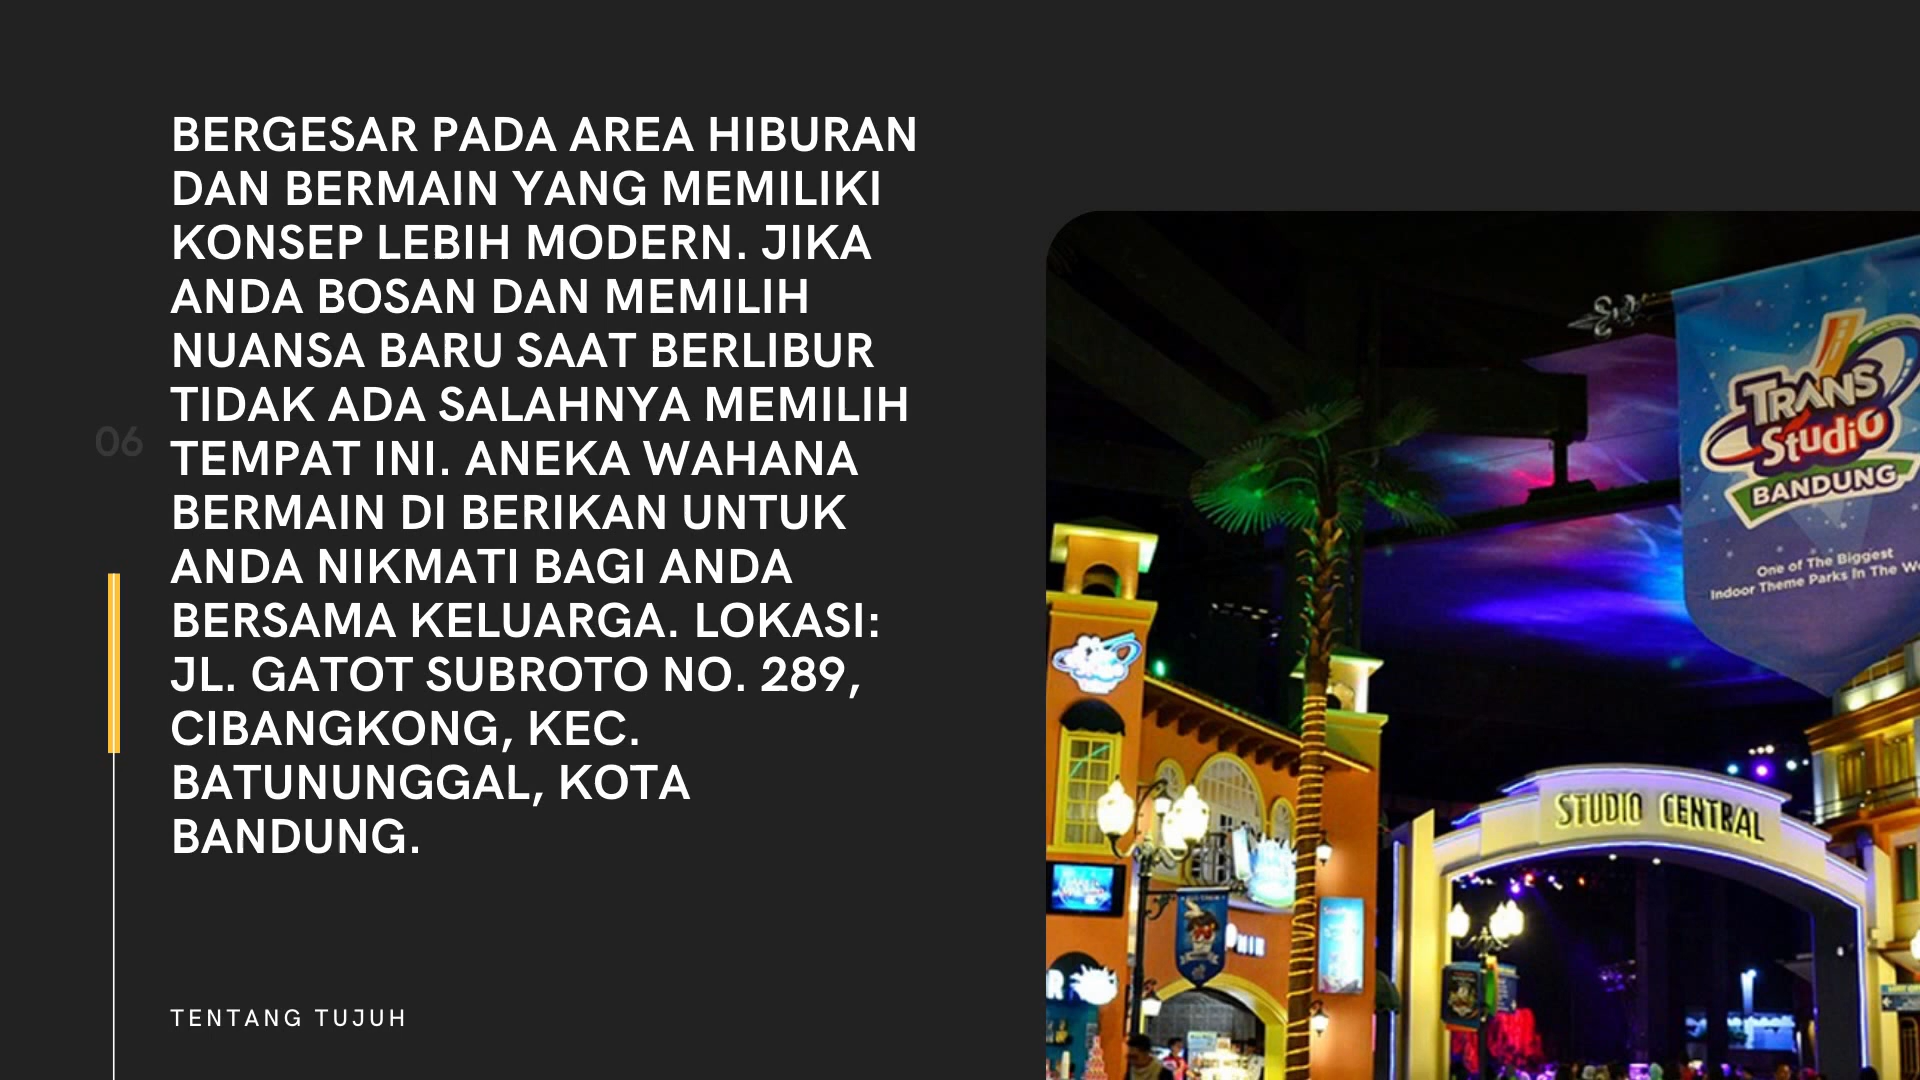 BERGESAR PADA AREA HIBURAN
DAN BERMAIN YANG MEMILIKI
KONSEP LEBIH MODERN. JIKA
ANDA BOSAN DAN MEMILIH
NUANSA BARU SAAT BERLIBUR
TIDAK ADA SALAHNYA MEMILIH
TEMPAT INI. ANEKA WAHANA
BERMAIN DI BERIKAN UNTUK
ANDA NIKMATI BAGI ANDA
BERSAMA KELUARGA. LOKASI:
JL. GATOT SUBROTO NO. 289,
CIBANGKONG, KEC.
BATUNUNGGAL, KOTA
BANDUNG.
06
TENTANG TUJUH
TRANS
Studio
BANDUNG
One of The Biggest
Indoor Theme Parks In The
STUDIO CENTRAL